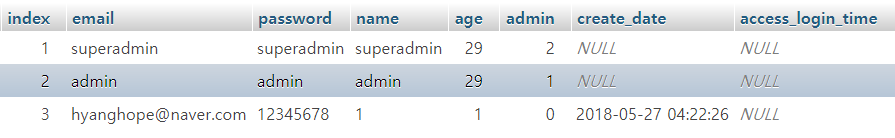 index email password name age admin create_date access_login_time
1 superadmin superadmin superadmin 29 2 NULL NULL
2 admin admin admin 29 1 NULL NULL
3 hyanghope@naver.com 12345678 1 1 0 2018-05-27 04:22:26 NULL